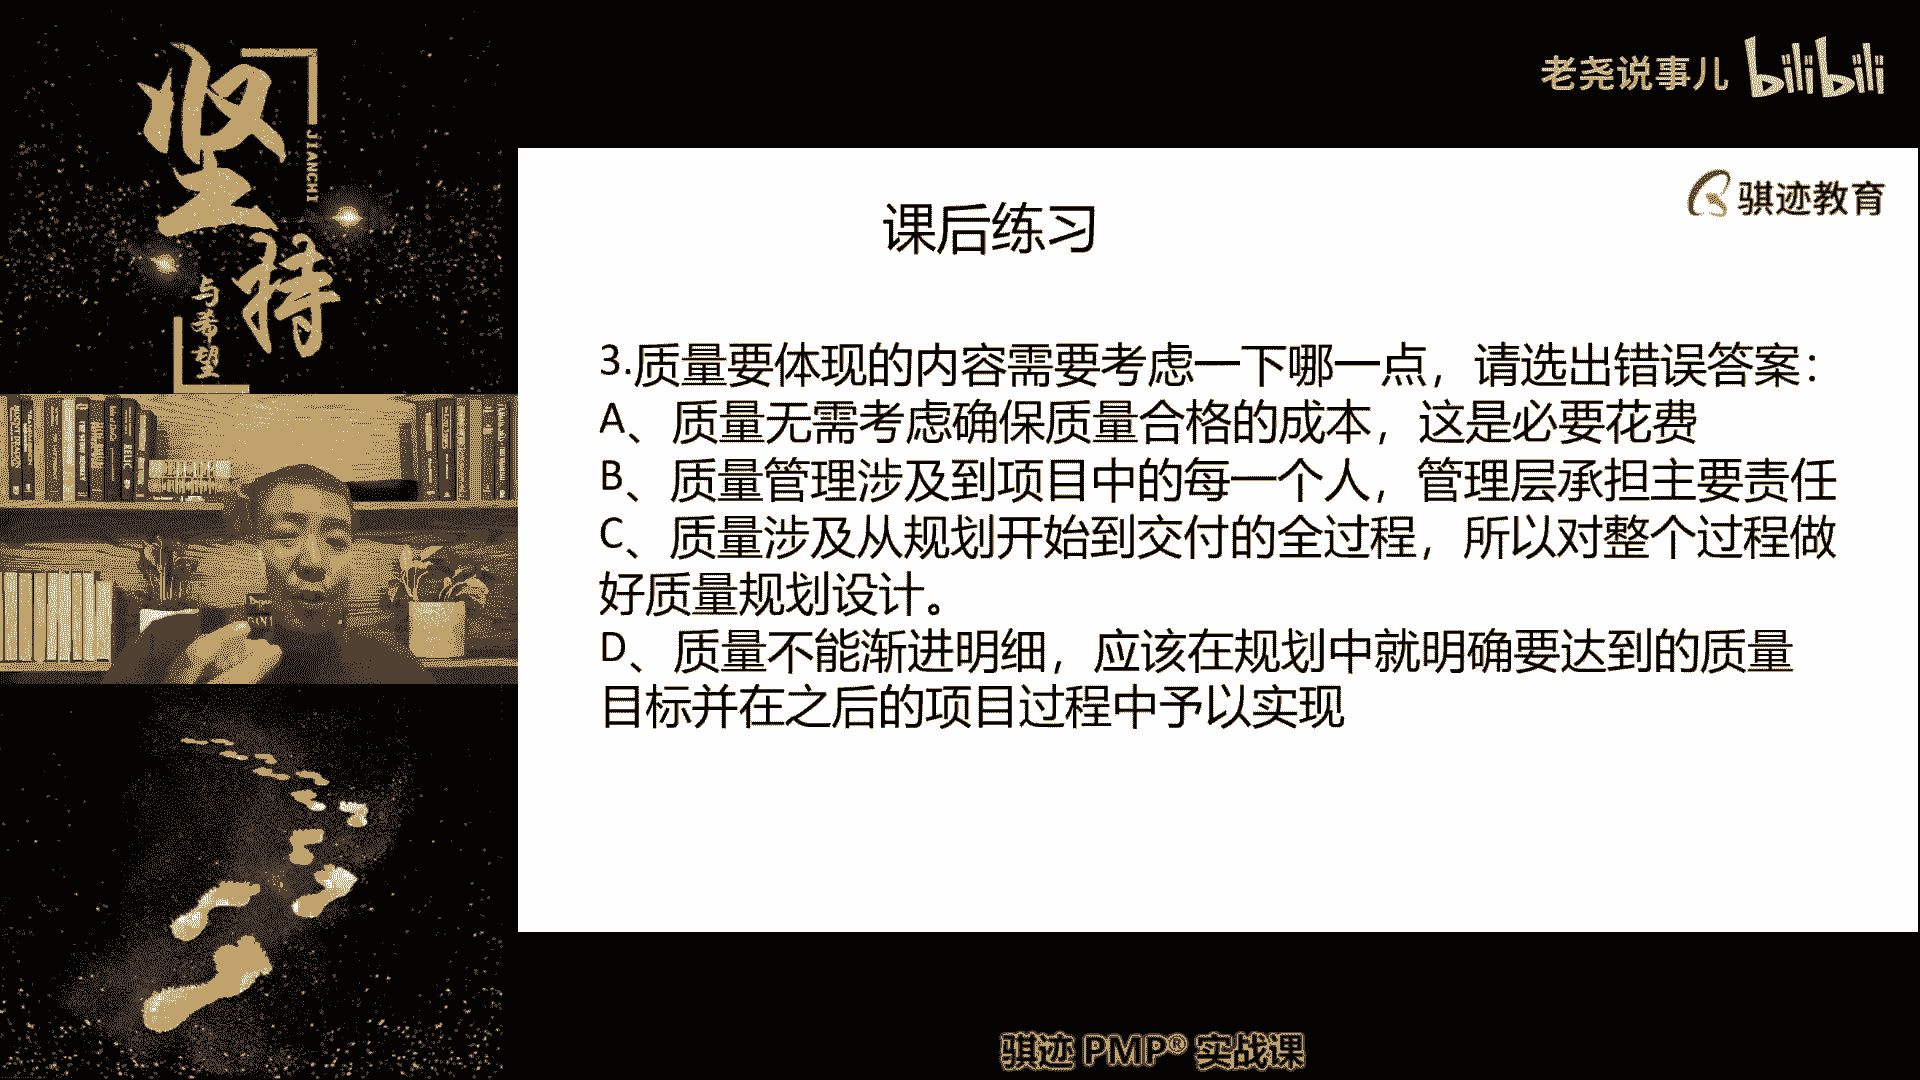 坚持
JIANCHI
与希望
老尧说事儿 bilibili
骐迹教育
课后练习
3.质量要体现的内容需要考虑一下哪一点，请选出错误答案：
A、质量无需考虑确保质量合格的成本，这是必要花费
B、质量管理涉及到项目中的每一个人，管理层承担主要责任
C、质量涉及从规划开始到交付的全过程，所以对整个过程做
好质量规划设计。
D、质量不能渐进明细，应该在规划中就明确要达到的质量
目标并在之后的项目过程中予以实现
骐迹 PMP® 实战课